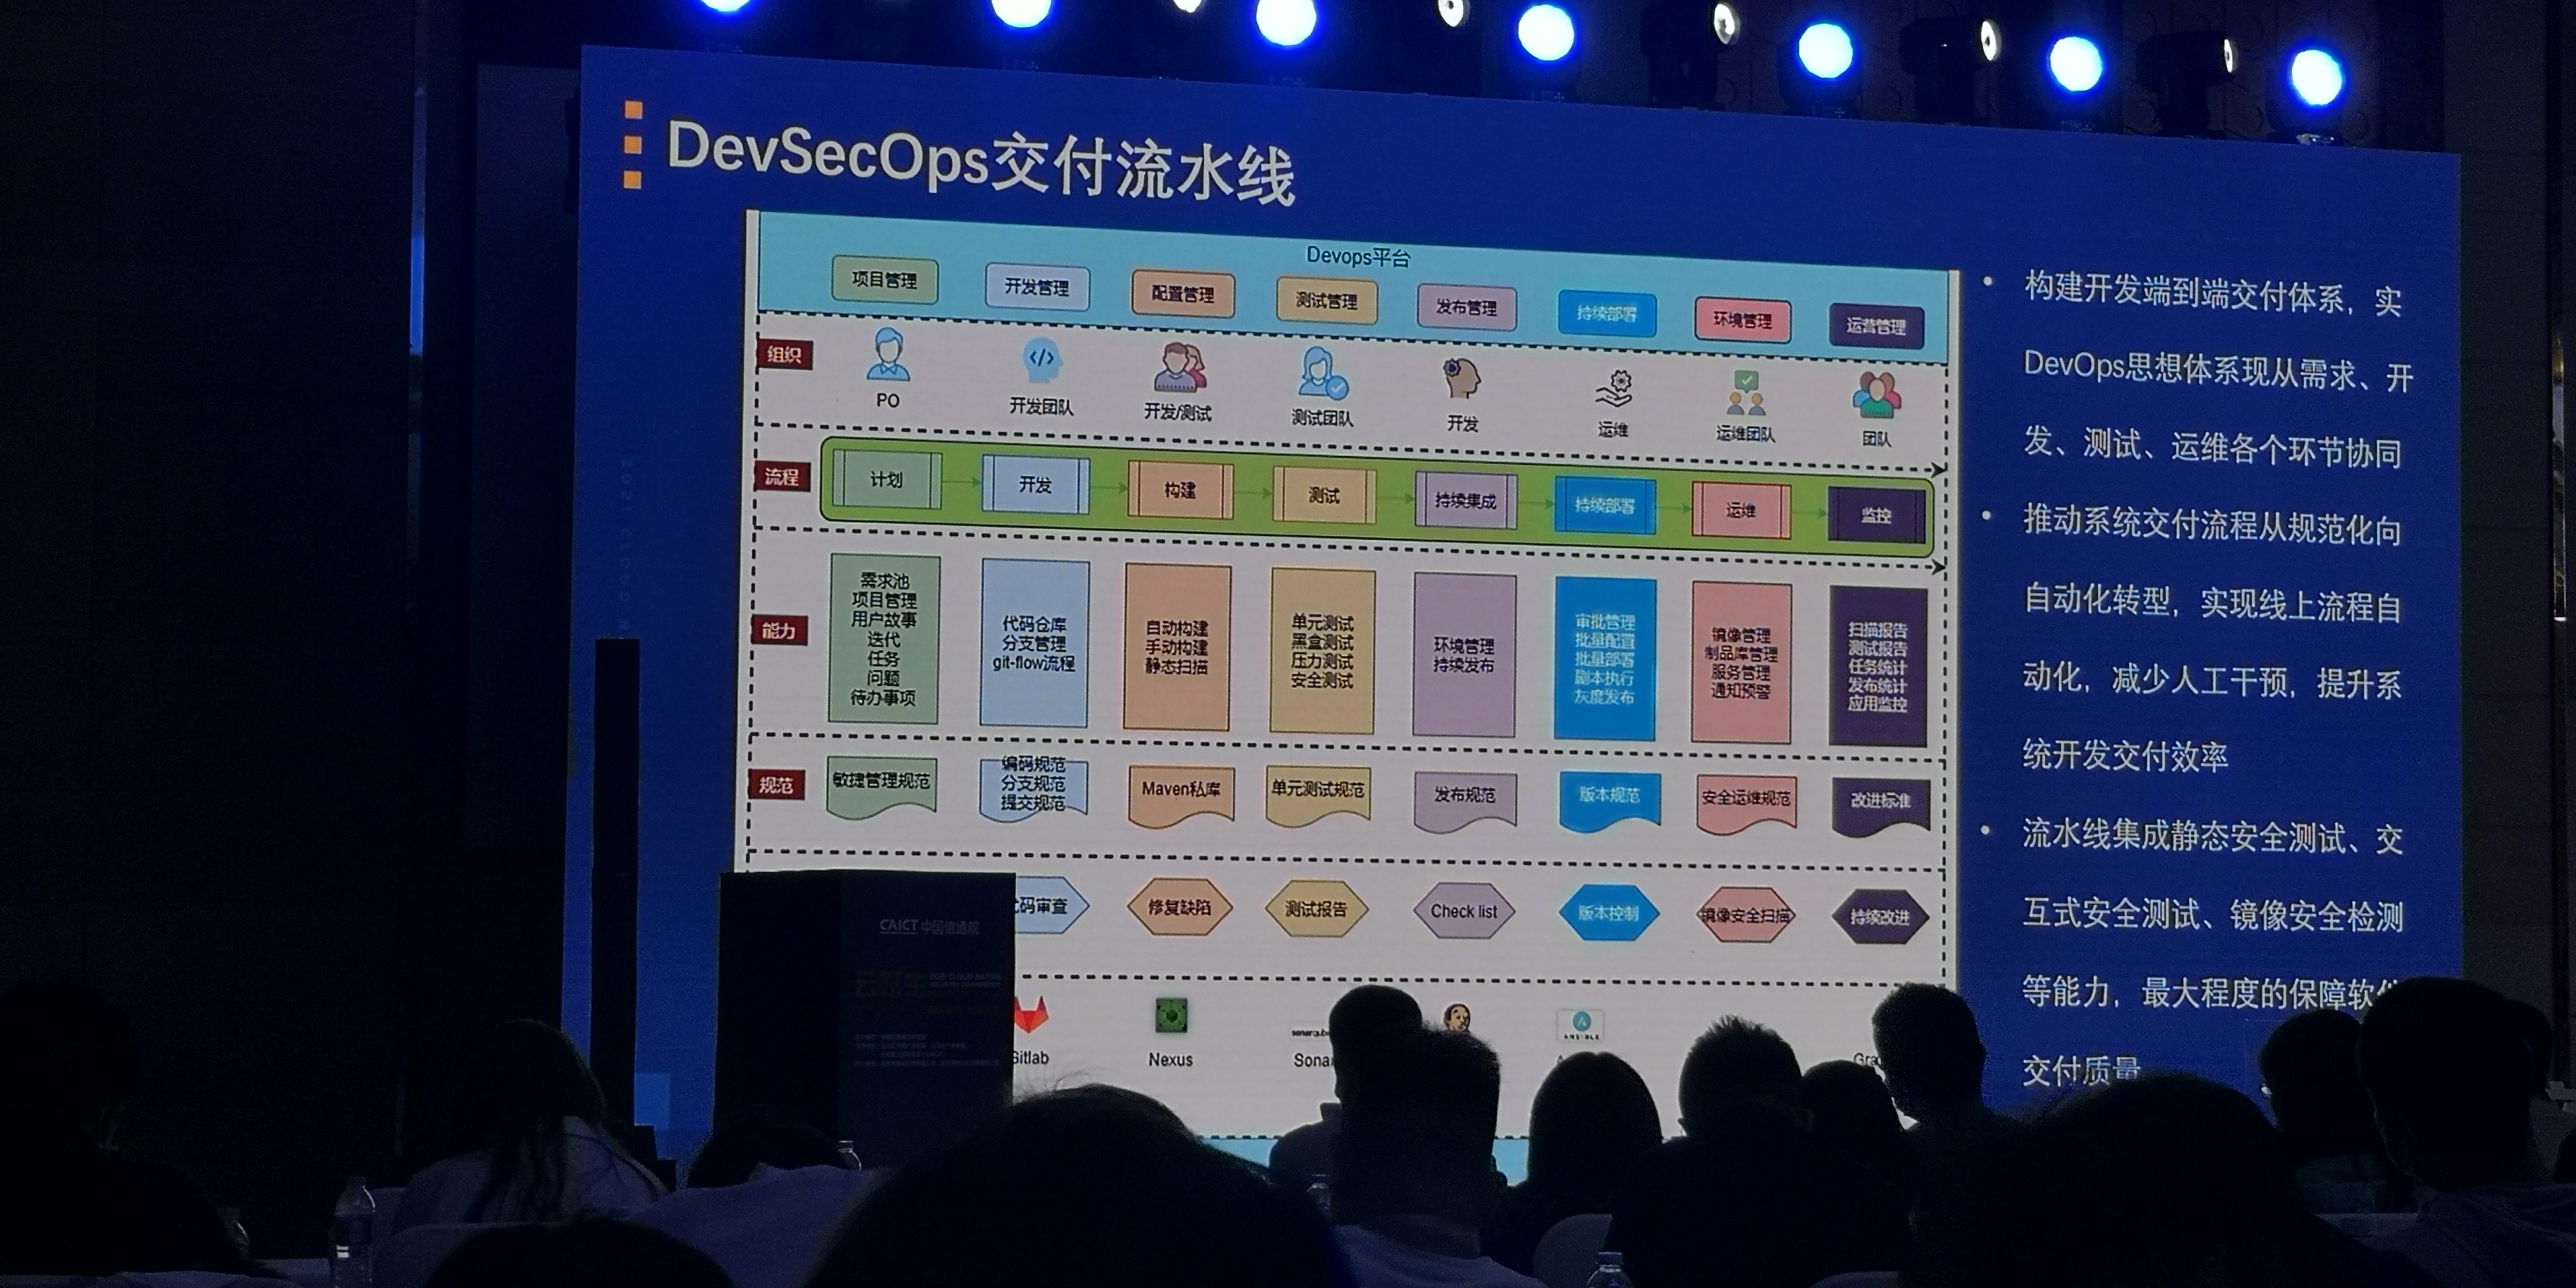 DevSecOps交付流水线
Devops平台
项目管理
开发管理
配置管理
测试管理
发布管理
持续部署
环境管理
运营管理
组织
PO
开发团队
开发/测试
测试团队
开发
运维
运维团队
团队
流程
计划
开发
构建
测试
持续集成
持续部署
运维
监控
能力
需求池
项目管理
用户故事
迭代
任务
问题
待办事项
代码仓库
分支管理
git-flow流程
自动构建
手动构建
静态扫描
单元测试
黑盒测试
压力测试
安全测试
环境管理
持续发布
审批管理
批量配置
批量部署
剧本执行
灰度发布
镜像管理
制品库管理
服务管理
通知预警
扫描报告
测试报告
任务统计
发布统计
应用监控
规范
敏捷管理规范
编码规范
分支规范
提交规范
Maven私库
单元测试规范
发布规范
版本规范
安全运维规范
改进标准
码审查
修复缺陷
测试报告
Check list
版本控制
镜像安全扫描
持续改进
Nexus
ANSIBLE
• 构建开发端到端交付体系，实
DevOps思想体系现从需求、开
发、测试、运维各个环节协同
• 推动系统交付流程从规范化向
自动化转型，实现线上流程自
动化，减少人工干预，提升系
统开发交付效率
• 流水线集成静态安全测试、交
互式安全测试、镜像安全检测
等能力，最大程度的保障软件
交付质量
CAICT 中国信通院
云原生